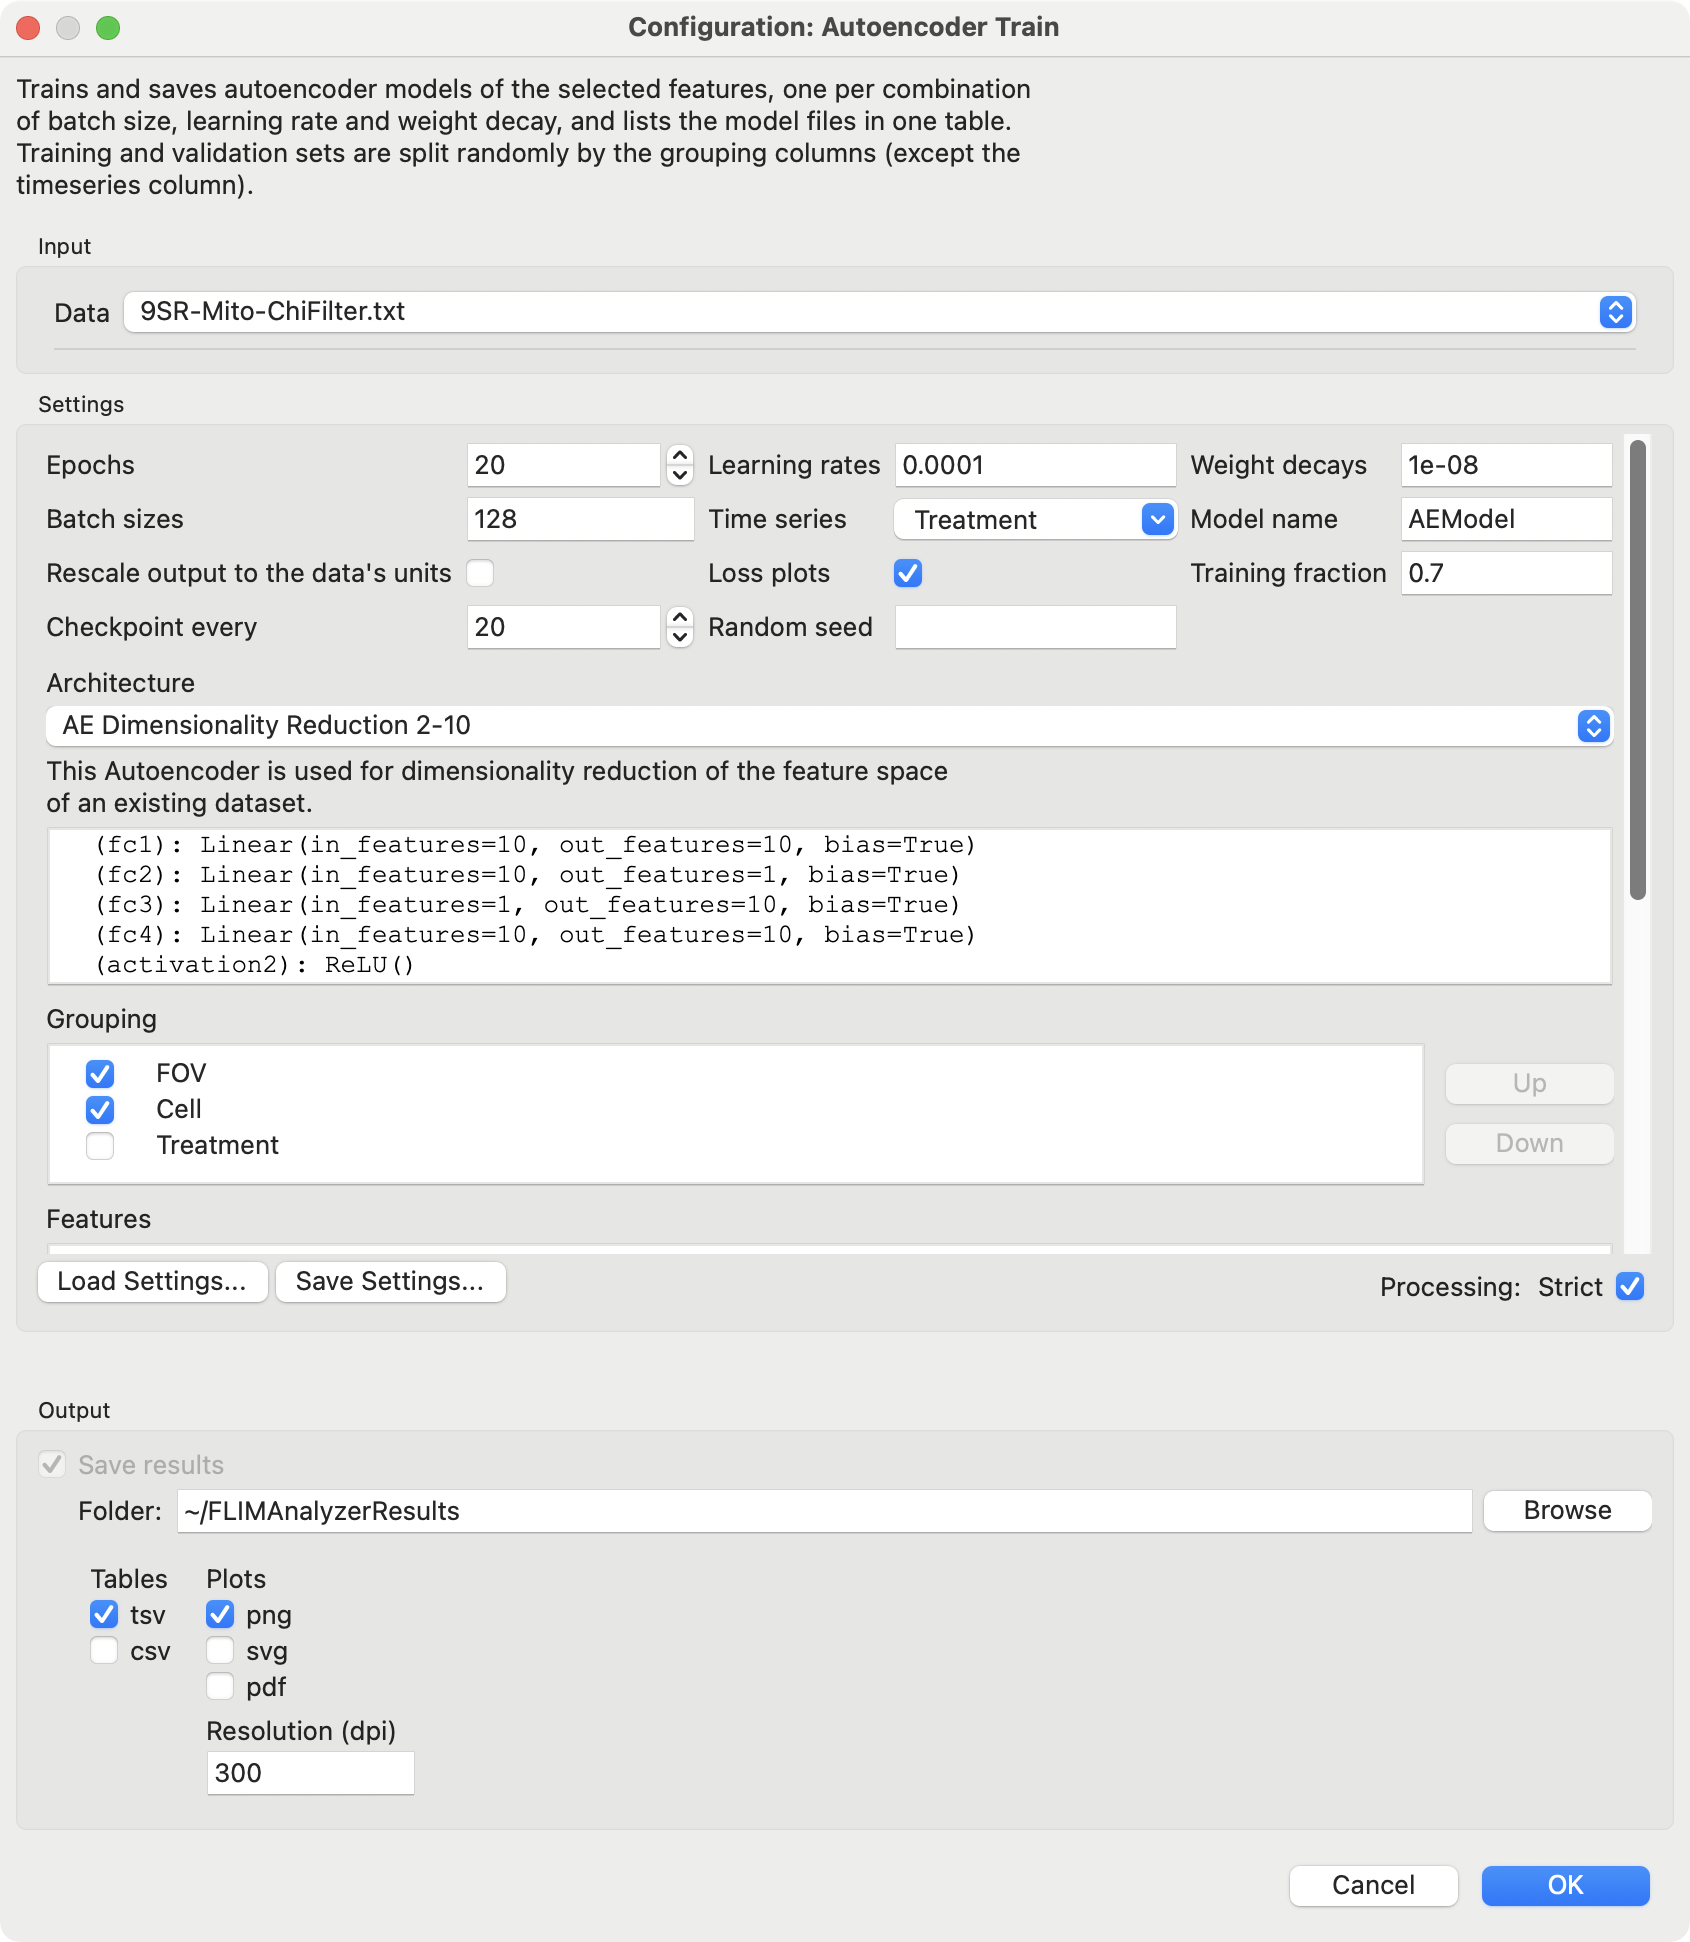 Configuration: Autoencoder Train
Trains and saves autoencoder models of the selected features, one per combination
of batch size, learning rate and weight decay, and lists the model files in one table.
Training and validation sets are split randomly by the grouping columns (except the
timeseries column).
Input
Data 9SR-Mito-ChiFilter.txt
Settings
Epochs 20 Learning rates 0.0001 Weight decays 1e-08
Batch sizes 128 Time series Treatment Model name AEModel
Rescale output to the data's units Loss plots Training fraction 0.7
Checkpoint every 20 Random seed
Architecture
AE Dimensionality Reduction 2-10
This Autoencoder is used for dimensionality reduction of the feature space
of an existing dataset.
(fc1): Linear(in_features=10, out_features=10, bias=True)
(fc2): Linear(in_features=10, out_features=1, bias=True)
(fc3): Linear(in_features=1, out_features=10, bias=True)
(fc4): Linear(in_features=10, out_features=10, bias=True)
(activation2): ReLU()
Grouping
FOV
Cell
Treatment
Up
Down
Features
Load Settings... Save Settings... Processing: Strict
Output
Save results
Folder: ~/FLIMAnalyzerResults Browse
Tables Plots
tsv png
csv svg
pdf
Resolution (dpi)
300
Cancel OK